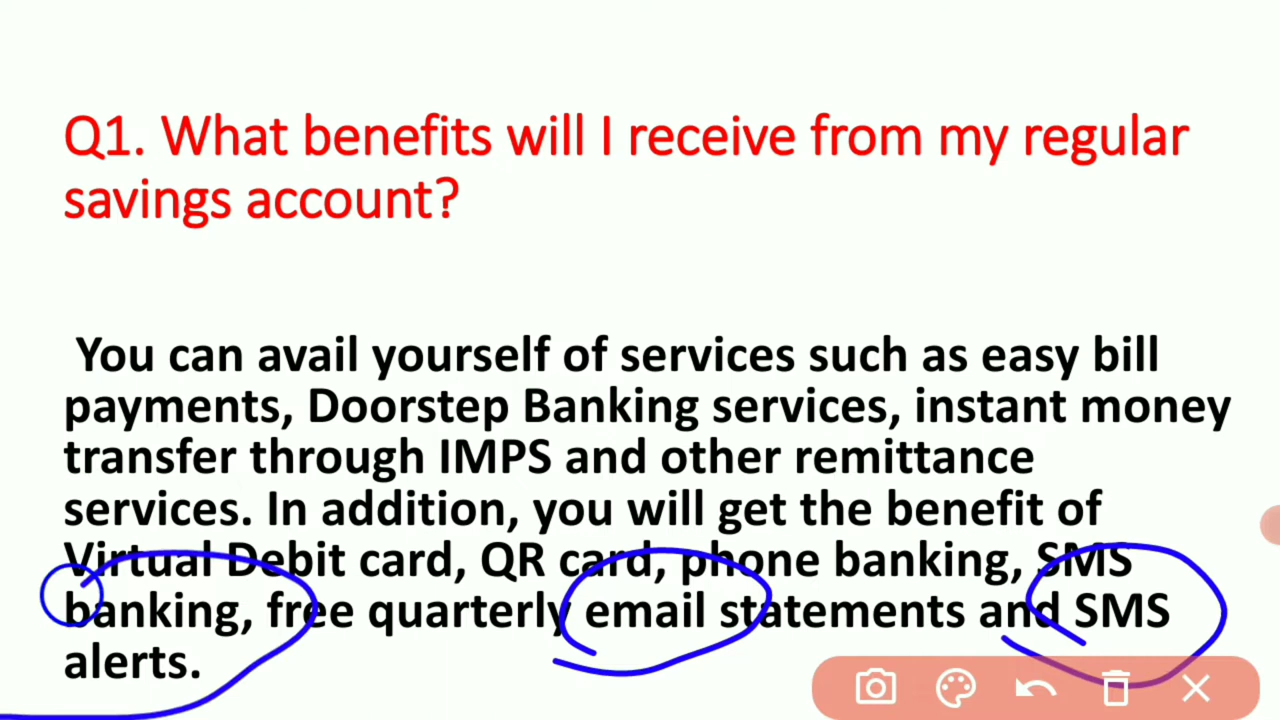 Q1. What benefits will I receive from my regular
savings account?
You can avail yourself of services such as easy bill
payments, Doorstep Banking services, instant money
transfer through IMPS and other remittance
services. In addition, you will get the benefit of
Virtual Debit card, QR card, phone banking, SMS
banking, free quarterly email statements and SMS
alerts.